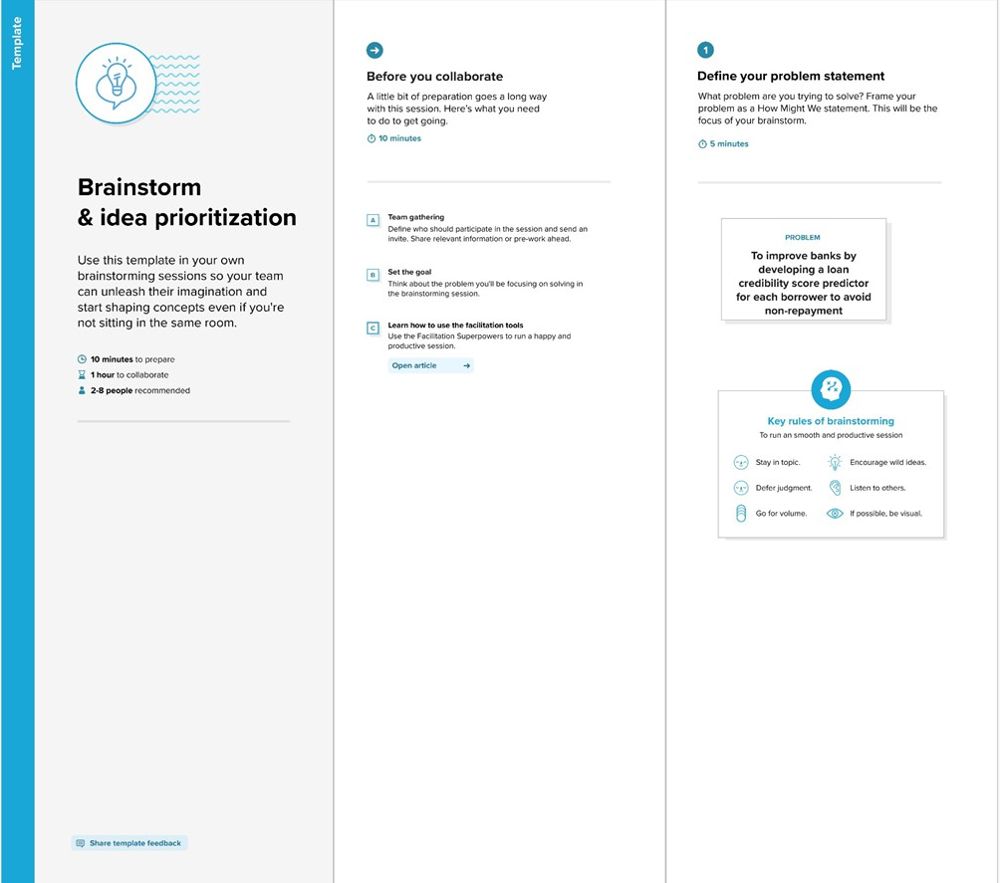 Template
Brainstorm
& idea prioritization
Use this template in your own
brainstorming sessions so your team
can unleash their imagination and
start shaping concepts even if you're
not sitting in the same room.
10 minutes to prepare
1 hour to collaborate
2-8 people recommended
Share template feedback
Before you collaborate
A little bit of preparation goes a long way
with this session. Here's what you need
to do to get going.
10 minutes
A
Team gathering
Define who should participate in the session and send an
invite. Share relevant information or pre-work ahead.
B
Set the goal
Think about the problem you'll be focusing on solving in
the brainstorming session.
C
Learn how to use the facilitation tools
Use the Facilitation Superpowers to run a happy and
productive session.
Open article
1
Define your problem statement
What problem are you trying to solve? Frame your
problem as a How Might We statement. This will be the
focus of your brainstorm.
5 minutes
PROBLEM
To improve banks by
developing a loan
credibility score predictor
for each borrower to avoid
non-repayment
Key rules of brainstorming
To run an smooth and productive session
Stay in topic.
Encourage wild ideas.
Defer judgment.
Listen to others.
Go for volume.
If possible, be visual.